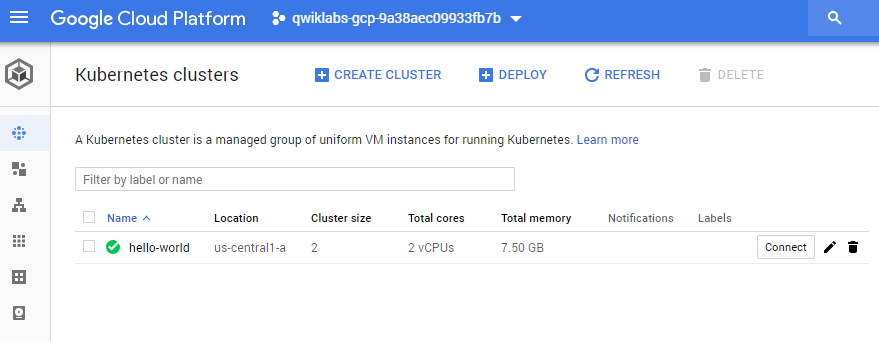 Google Cloud Platform qwiklabs-gcp-9a38aec09933fb7b
Kubernetes clusters CREATE CLUSTER DEPLOY REFRESH DELETE
A Kubernetes cluster is a managed group of uniform VM instances for running Kubernetes. Learn more
Filter by label or name
Name Location Cluster size Total cores Total memory Notifications Labels
hello-world us-central1-a 2 2 vCPUs 7.50 GB Connect